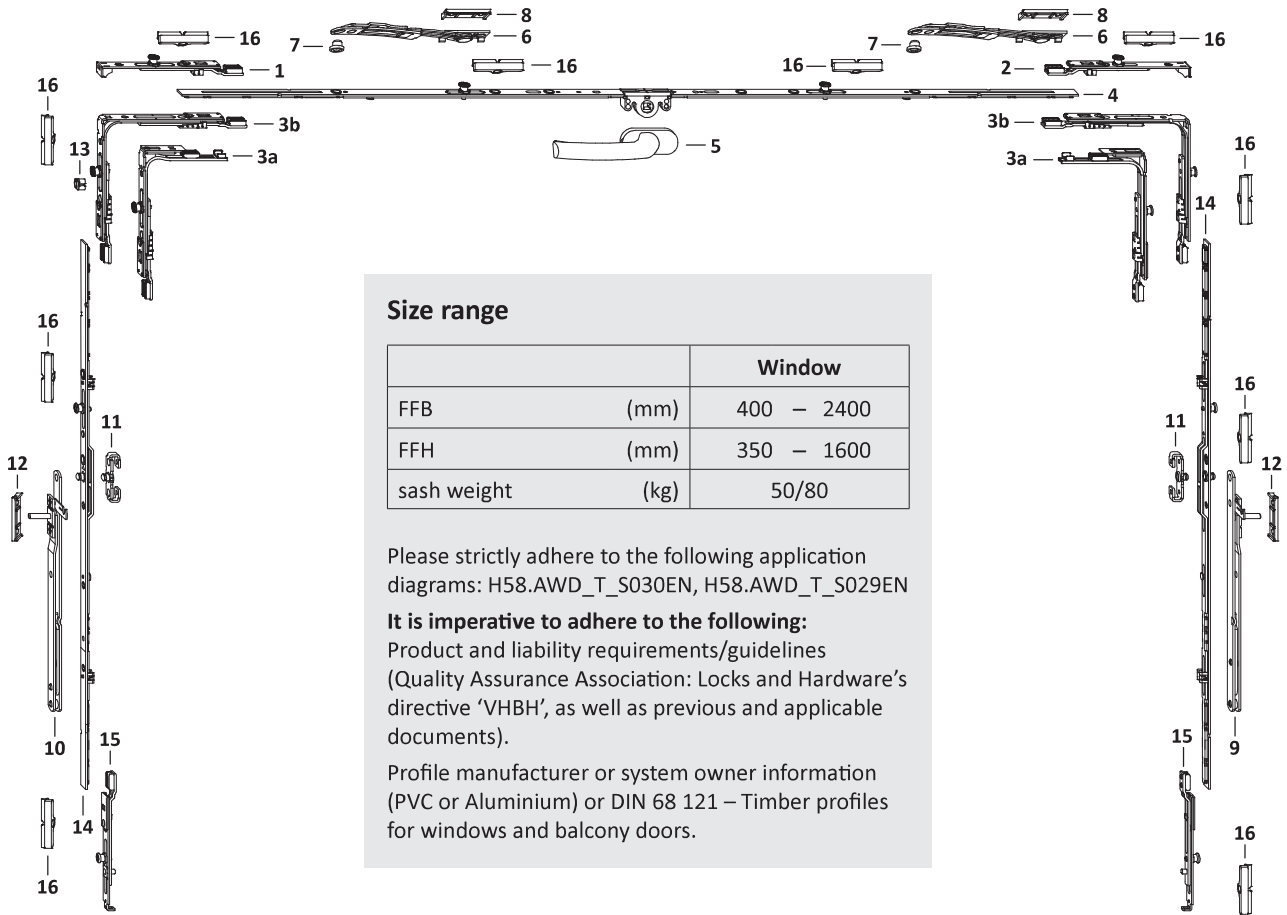 8
8
16
7
6
7
6
16
1
16
16
2
16
4
3b
3b
13
3a
5
3a
16
14
Size range
Window
FFB (mm) 400 – 2400
FFH (mm) 350 – 1600
sash weight (kg) 50/80
Please strictly adhere to the following application
diagrams: H58.AWD_T_S030EN, H58.AWD_T_S029EN
It is imperative to adhere to the following:
Product and liability requirements/guidelines
(Quality Assurance Association: Locks and Hardware’s
directive ‘VHBH’, as well as previous and applicable
documents).
Profile manufacturer or system owner information
(PVC or Aluminium) or DIN 68 121 – Timber profiles
for windows and balcony doors.
16
16
11
11
12
12
10
15
15
9
14
16
16